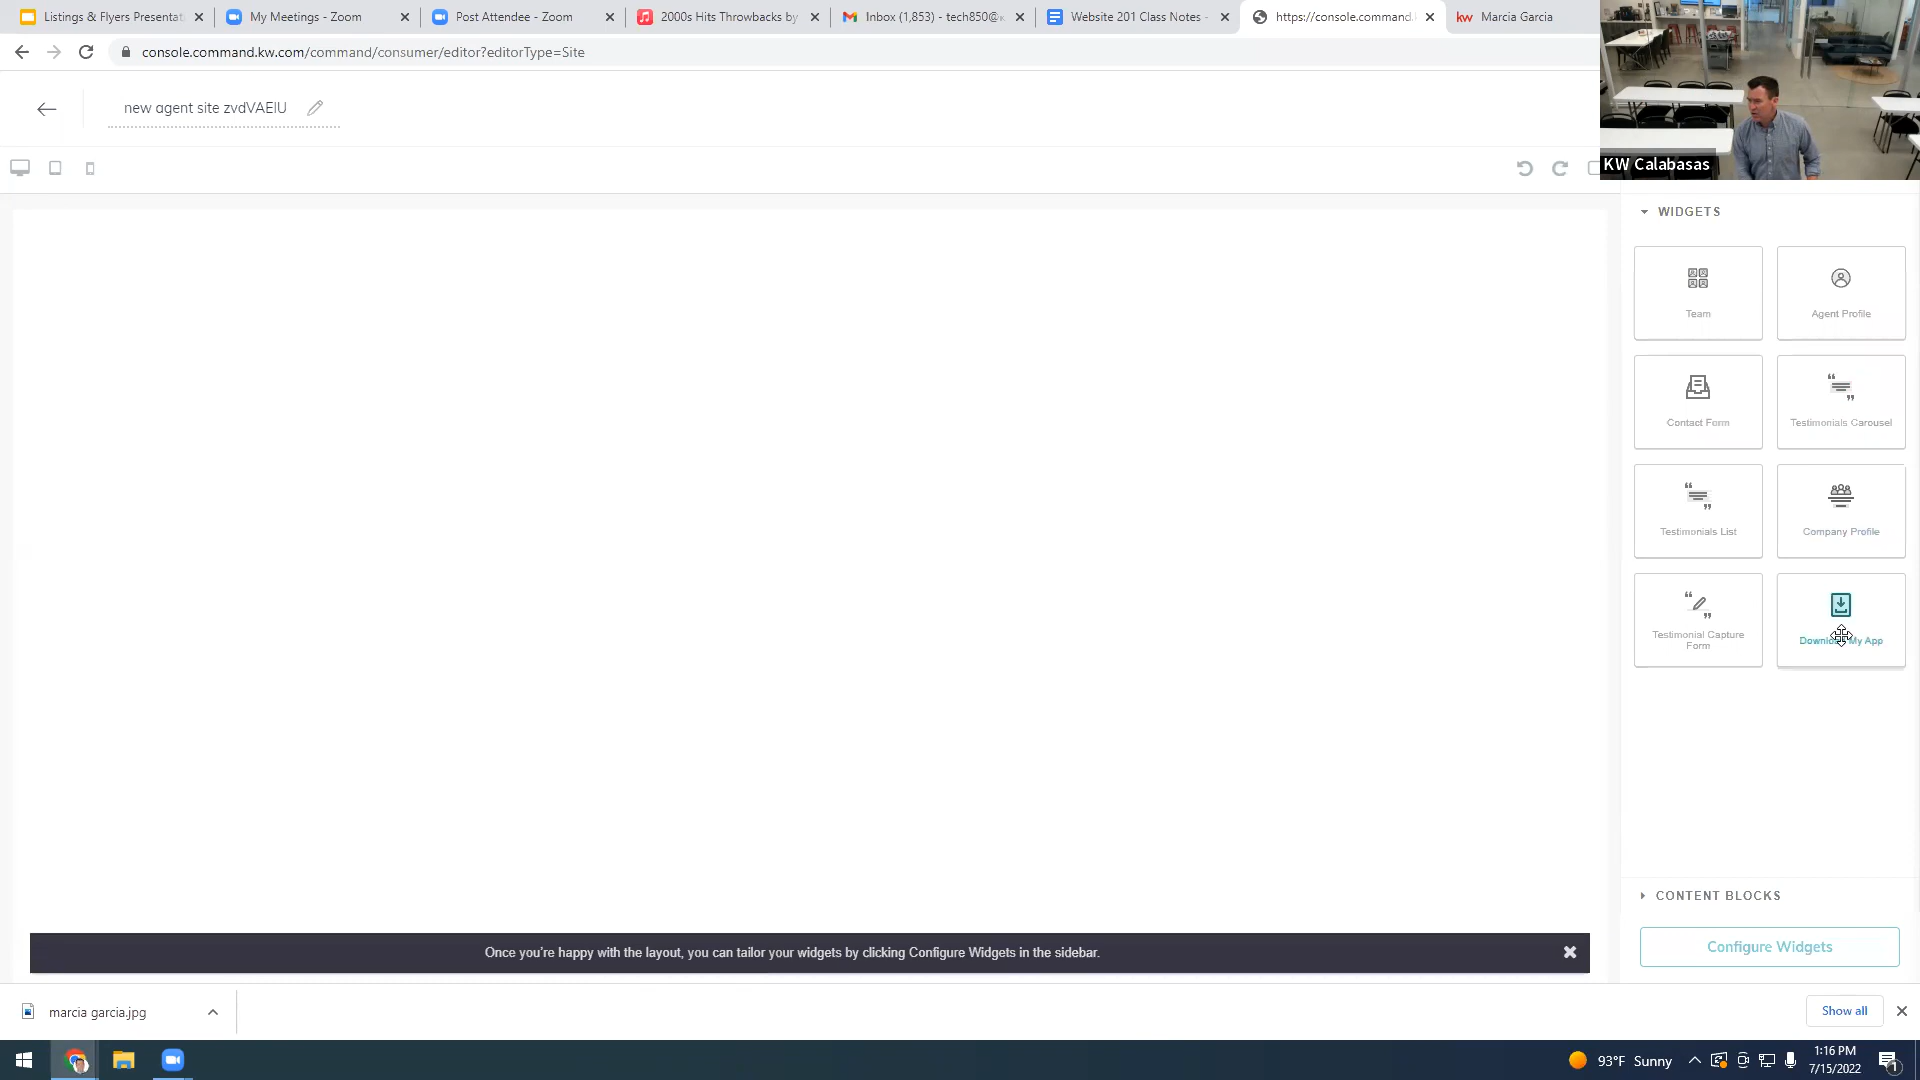 Listings & Flyers Presentat
My Meetings - Zoom
Post Attendee - Zoom
2000s Hits Throwbacks by
Inbox (1,853) - tech850@
Website 201 Class Notes -
https://console.command.
kw Marcia Garcia
console.command.kw.com/command/consumer/editor?editorType=Site
new agent site zvdVAEIU
KW Calabasas
WIDGETS
Team
Agent Profile
Contact Form
Testimonials Carousel
Testimonials List
Company Profile
Testimonial Capture
Form
My App
CONTENT BLOCKS
Configure Widgets
Once you're happy with the layout, you can tailor your widgets by clicking Configure Widgets in the sidebar.
marcia garcia.jpg
Show all
93°F Sunny
1:16 PM
7/15/2022
1